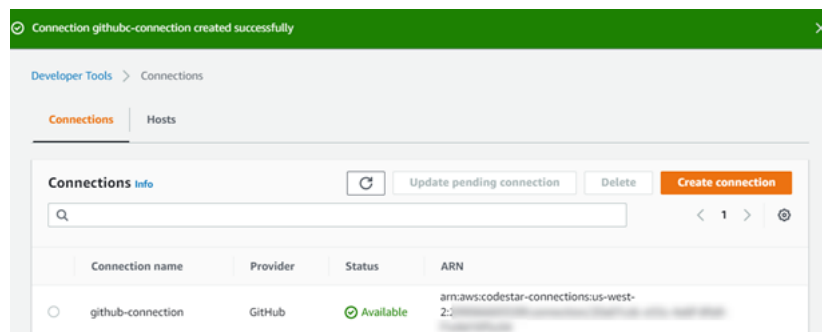 Connection githubc-connection created successfully
Developer Tools > Connections
Connections Hosts
Connections Info Update pending connection Delete Create connection
< 1 >
Connection name Provider Status ARN
github-connection GitHub Available arn:aws:codestar-connections:us-west-
2: